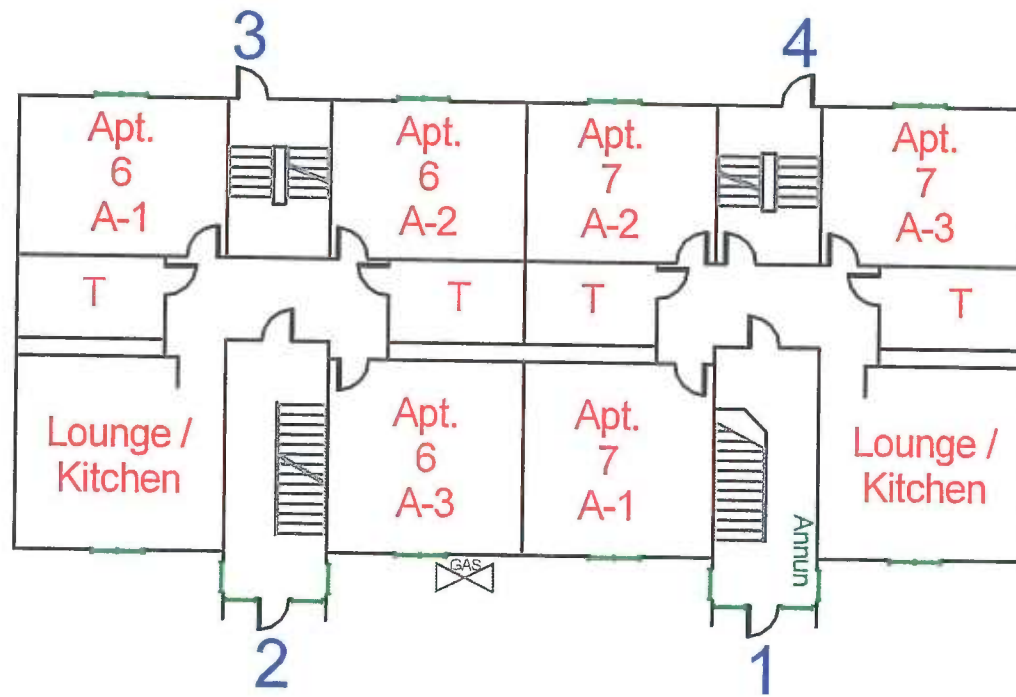 3
4
Apt.
6
A-1
Apt.
6
A-2
Apt.
7
A-2
Apt.
7
A-3
T
T
T
T
Lounge /
Kitchen
Apt.
6
A-3
Apt.
7
A-1
Lounge /
Kitchen
Annun
GAS
2
1